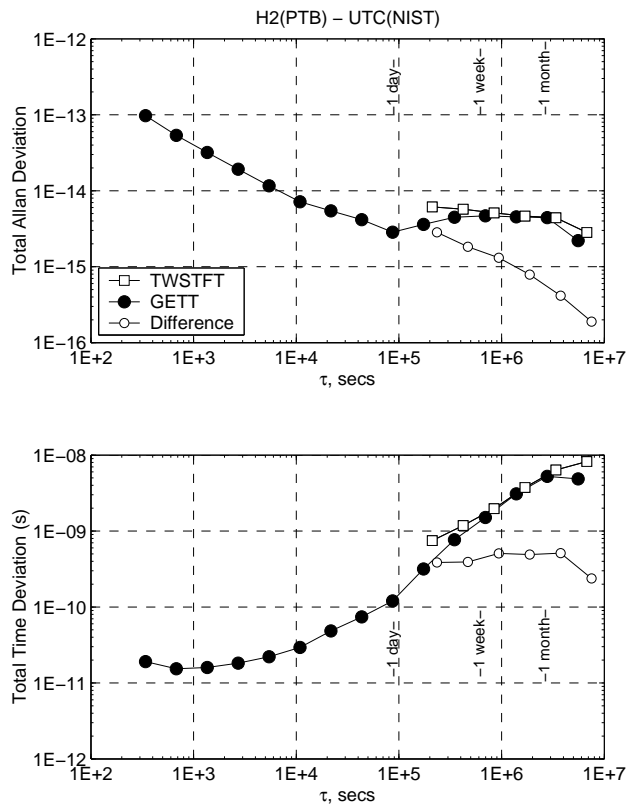 H2(PTB) − UTC(NIST)
1E−12
1E−13
1E−14
1E−15
1E−16
Total Allan Deviation
1 day
1 week
1 month
TWSTFT
GETT
Difference
1E+2
1E+3
1E+4
1E+5
1E+6
1E+7
τ, secs
1E−08
1E−09
1E−10
1E−11
1E−12
Total Time Deviation (s)
1 day
1 week
1 month
1E+2
1E+3
1E+4
1E+5
1E+6
1E+7
τ, secs